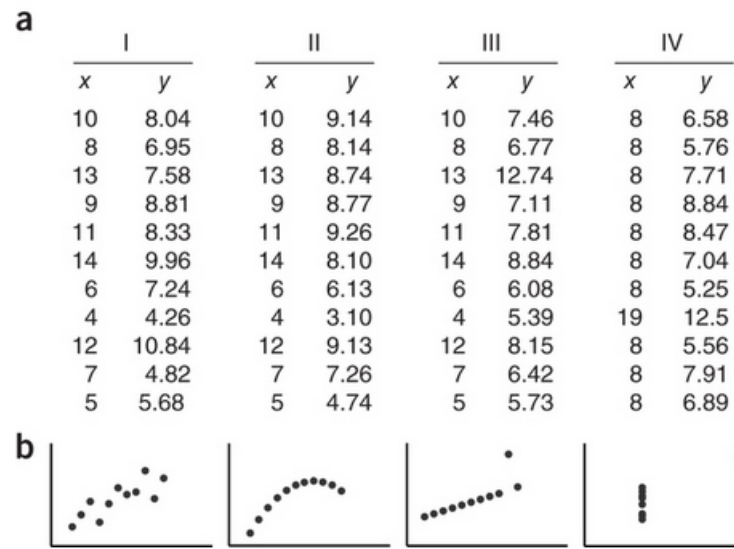 a
I II III IV
x y x y x y x y
10 8.04 10 9.14 10 7.46 8 6.58
8 6.95 8 8.14 8 6.77 8 5.76
13 7.58 13 8.74 13 12.74 8 7.71
9 8.81 9 8.77 9 7.11 8 8.84
11 8.33 11 9.26 11 7.81 8 8.47
14 9.96 14 8.10 14 8.84 8 7.04
6 7.24 6 6.13 6 6.08 8 5.25
4 4.26 4 3.10 4 5.39 19 12.5
12 10.84 12 9.13 12 8.15 8 5.56
7 4.82 7 7.26 7 6.42 8 7.91
5 5.68 5 4.74 5 5.73 8 6.89
b